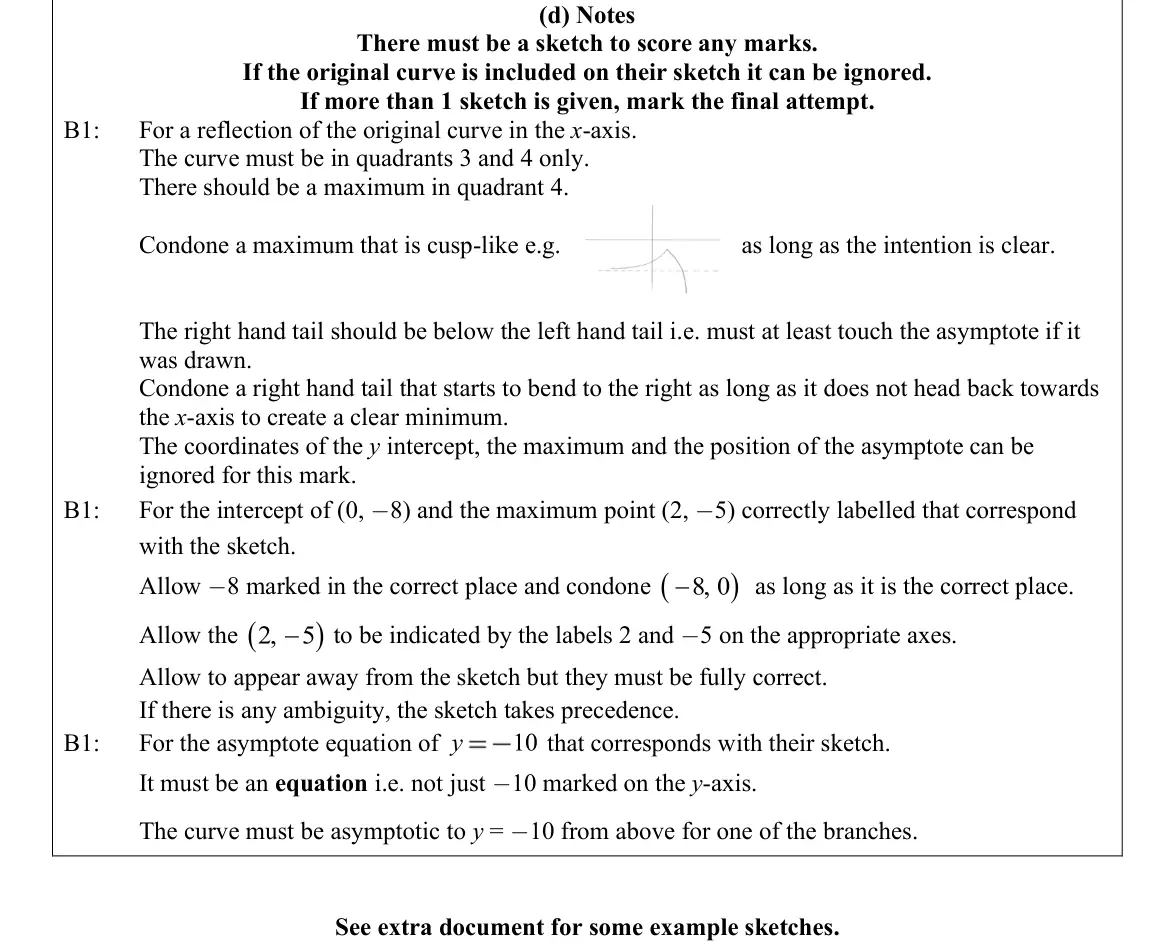 (d) Notes
There must be a sketch to score any marks.
If the original curve is included on their sketch it can be ignored.
If more than 1 sketch is given, mark the final attempt.
B1: For a reflection of the original curve in the x-axis.
The curve must be in quadrants 3 and 4 only.
There should be a maximum in quadrant 4.
Condone a maximum that is cusp-like e.g. as long as the intention is clear.
The right hand tail should be below the left hand tail i.e. must at least touch the asymptote if it
was drawn.
Condone a right hand tail that starts to bend to the right as long as it does not head back towards
the x-axis to create a clear minimum.
The coordinates of the y intercept, the maximum and the position of the asymptote can be
ignored for this mark.
B1: For the intercept of (0, −8) and the maximum point (2, −5) correctly labelled that correspond
with the sketch.
Allow −8 marked in the correct place and condone (−8, 0) as long as it is the correct place.
Allow the (2, −5) to be indicated by the labels 2 and −5 on the appropriate axes.
Allow to appear away from the sketch but they must be fully correct.
If there is any ambiguity, the sketch takes precedence.
B1: For the asymptote equation of y = −10 that corresponds with their sketch.
It must be an equation i.e. not just −10 marked on the y-axis.
The curve must be asymptotic to y = −10 from above for one of the branches.
See extra document for some example sketches.